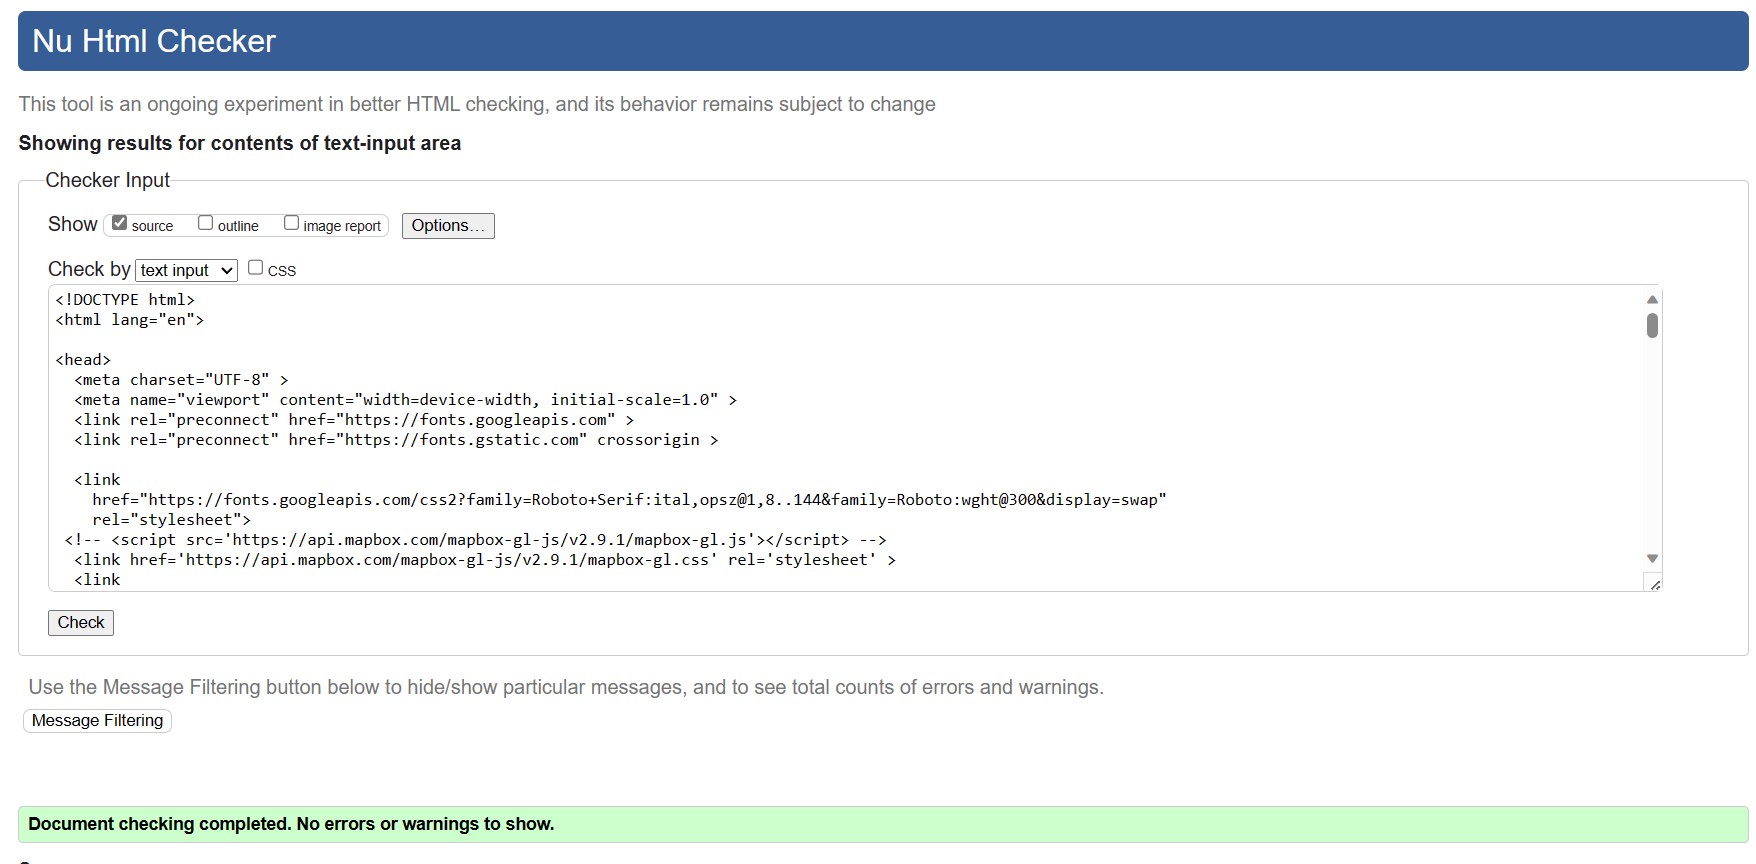 Nu Html Checker
This tool is an ongoing experiment in better HTML checking, and its behavior remains subject to change
Showing results for contents of text-input area
Checker Input
Show source outline image report Options...
Check by text input CSS
<!DOCTYPE html>
<html lang="en">
<head>
<meta charset="UTF-8" >
<meta name="viewport" content="width=device-width, initial-scale=1.0" >
<link rel="preconnect" href="https://fonts.googleapis.com" >
<link rel="preconnect" href="https://fonts.gstatic.com" crossorigin >
<link
href="https://fonts.googleapis.com/css2?family=Roboto+Serif:ital,opsz@1,8..144&family=Roboto:wght@300&display=swap"
rel="stylesheet">
<!-- <script src='https://api.mapbox.com/mapbox-gl-js/v2.9.1/mapbox-gl.js'></script> -->
<link href='https://api.mapbox.com/mapbox-gl-js/v2.9.1/mapbox-gl.css' rel='stylesheet' >
<link
Check
Use the Message Filtering button below to hide/show particular messages, and to see total counts of errors and warnings.
Message Filtering
Document checking completed. No errors or warnings to show.